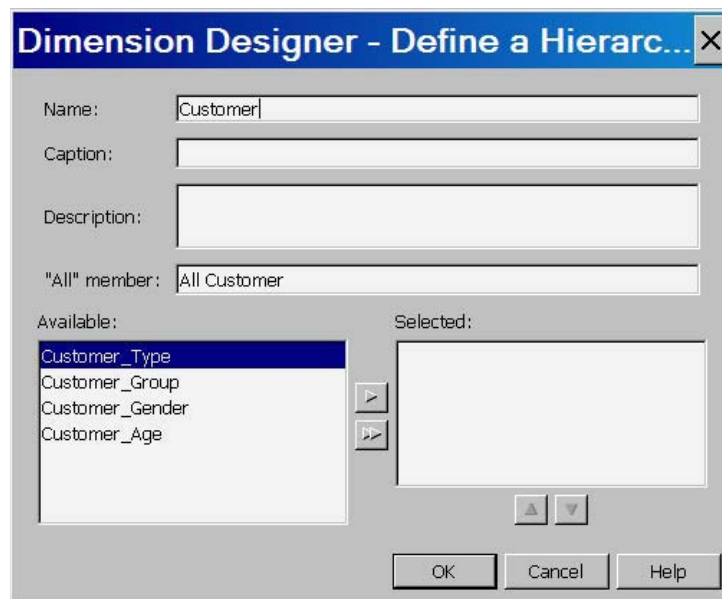 Dimension Designer - Define a Hierarc...
Name: Customer
Caption:
Description:
"All" member: All Customer
Available: Selected:
Customer_Type
Customer_Group
Customer_Gender
Customer_Age
OK Cancel Help